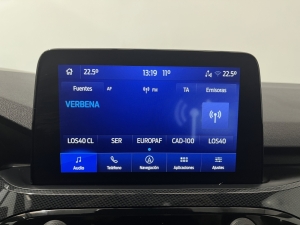 22.5° 13:19 11° 22.5°
Fuentes AF FM TA Emisoras
VERBENA
LOS40 CL SER EUROPAF CAD-100 LOS40
Audio Teléfono Navegación Aplicaciones Ajustes